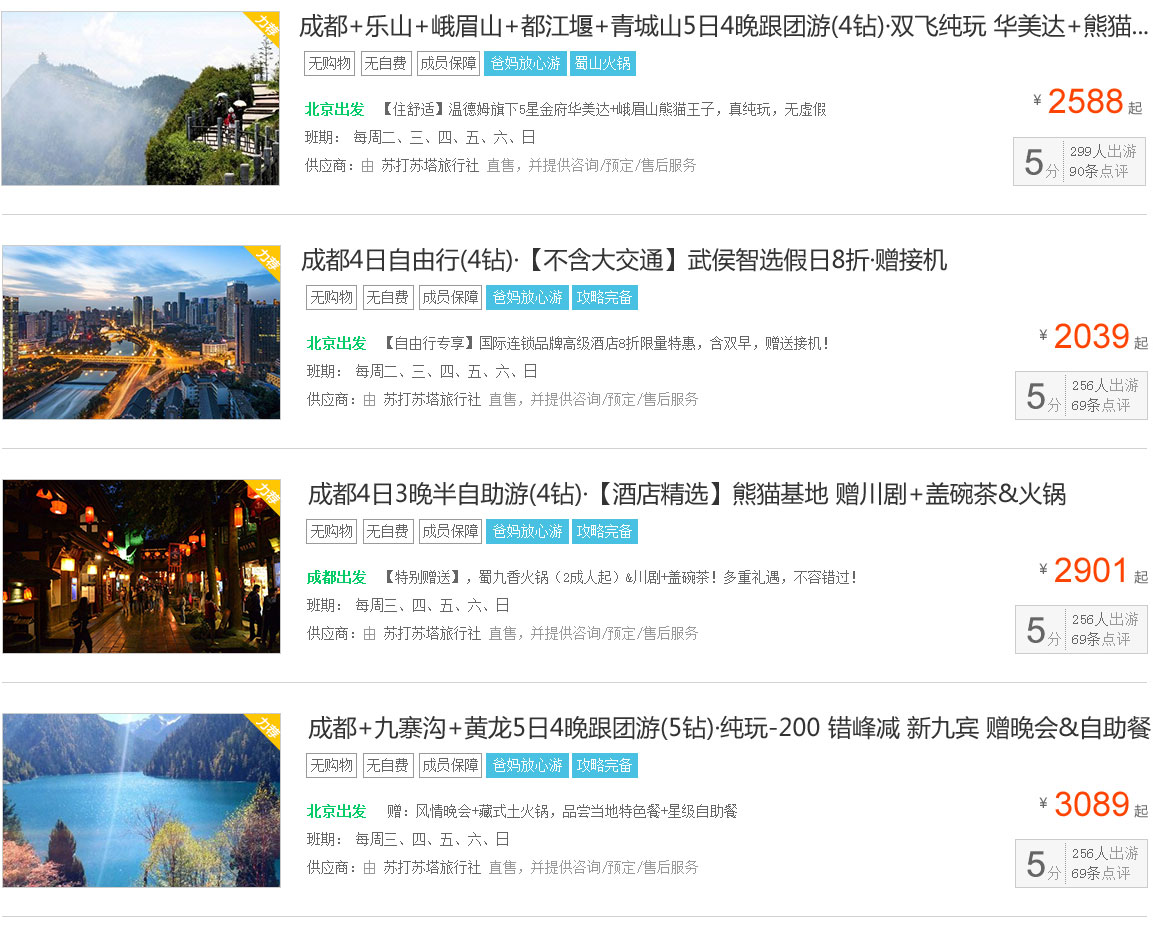 力荐
成都+乐山+峨眉山+都江堰+青城山5日4晚跟团游(4钻)·双飞纯玩 华美达+熊猫...
无购物 无自费 成员保障 爸妈放心游 蜀山火锅
北京出发 【住舒适】温德姆旗下5星金府华美达+峨眉山熊猫王子，真纯玩，无虚假
¥ 2588 起
班期： 每周二、三、四、五、六、日
供应商：由 苏打苏塔旅行社 直售，并提供咨询/预定/售后服务
5分 299人出游
90条点评
力荐
成都4日自由行(4钻)·【不含大交通】武侯智选假日8折·赠接机
无购物 无自费 成员保障 爸妈放心游 攻略完备
北京出发 【自由行专享】国际连锁品牌高级酒店8折限量特惠，含双早，赠送接机！
¥ 2039 起
班期： 每周二、三、四、五、六、日
供应商：由 苏打苏塔旅行社 直售，并提供咨询/预定/售后服务
5分 256人出游
69条点评
力荐
成都4日3晚半自助游(4钻)·【酒店精选】熊猫基地 赠川剧+盖碗茶&火锅
无购物 无自费 成员保障 爸妈放心游 攻略完备
成都出发 【特别赠送】，蜀九香火锅（2成人起）&川剧+盖碗茶！多重礼遇，不容错过！
¥ 2901 起
班期： 每周三、四、五、六、日
供应商：由 苏打苏塔旅行社 直售，并提供咨询/预定/售后服务
5分 256人出游
69条点评
力荐
成都+九寨沟+黄龙5日4晚跟团游(5钻)·纯玩-200 错峰减 新九宾 赠晚会&自助餐
无购物 无自费 成员保障 爸妈放心游 攻略完备
北京出发 赠：风情晚会+藏式土火锅，品尝当地特色餐+星级自助餐
¥ 3089 起
班期： 每周三、四、五、六、日
供应商：由 苏打苏塔旅行社 直售，并提供咨询/预定/售后服务
5分 256人出游
69条点评